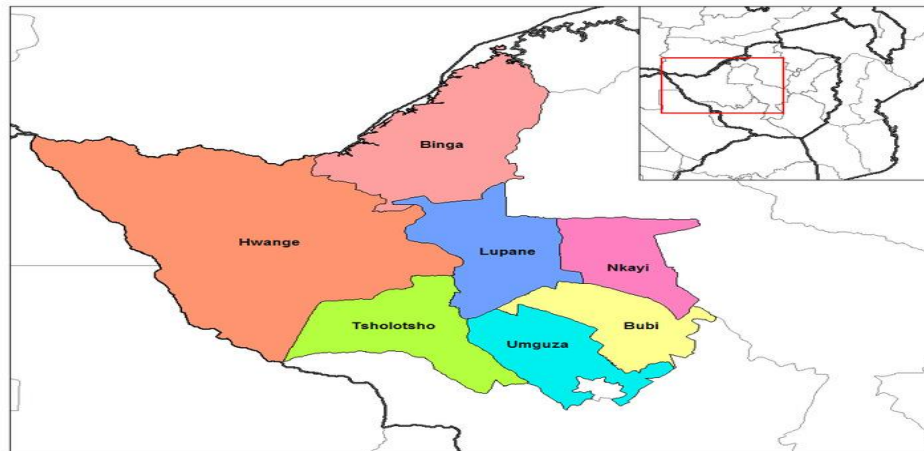 Binga
Hwange
Lupane
Nkayi
Tsholotsho
Umguza
Bubi